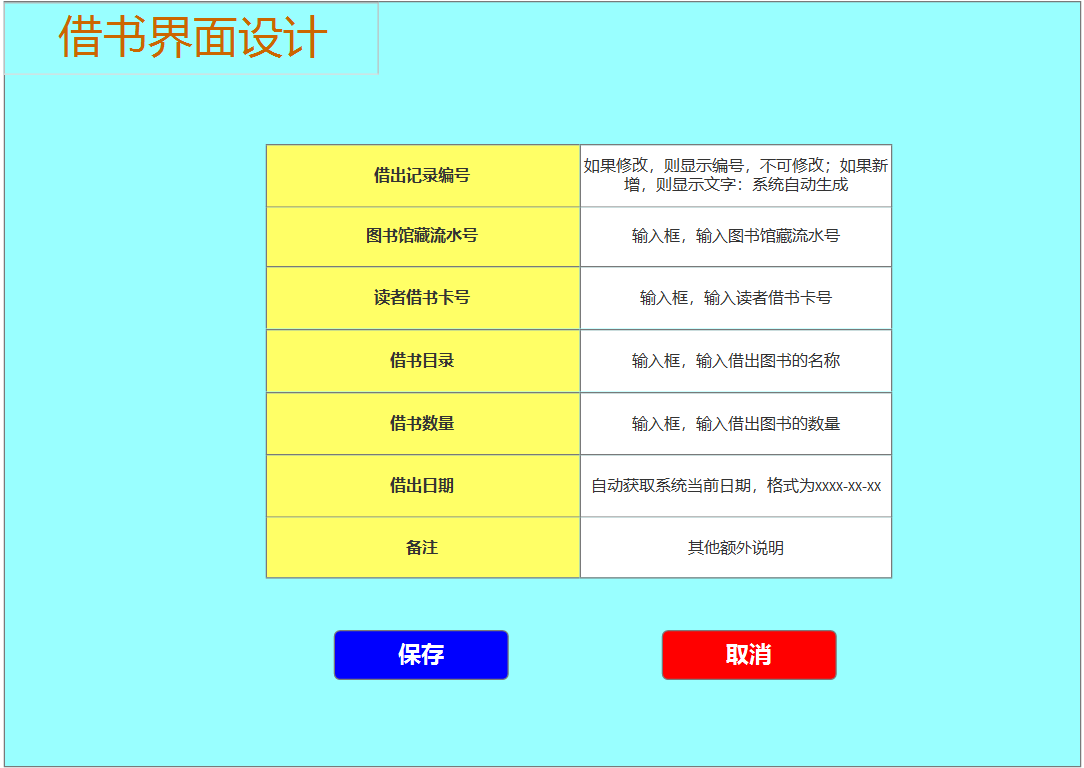 借书界面设计
借出记录编号
如果修改，则显示编号，不可修改；如果新
增，则显示文字：系统自动生成
图书馆藏流水号
输入框，输入图书馆藏流水号
读者借书卡号
输入框，输入读者借书卡号
借书目录
输入框，输入借出图书的名称
借书数量
输入框，输入借出图书的数量
借出日期
自动获取系统当前日期，格式为xxxx-xx-xx
备注
其他额外说明
保存
取消